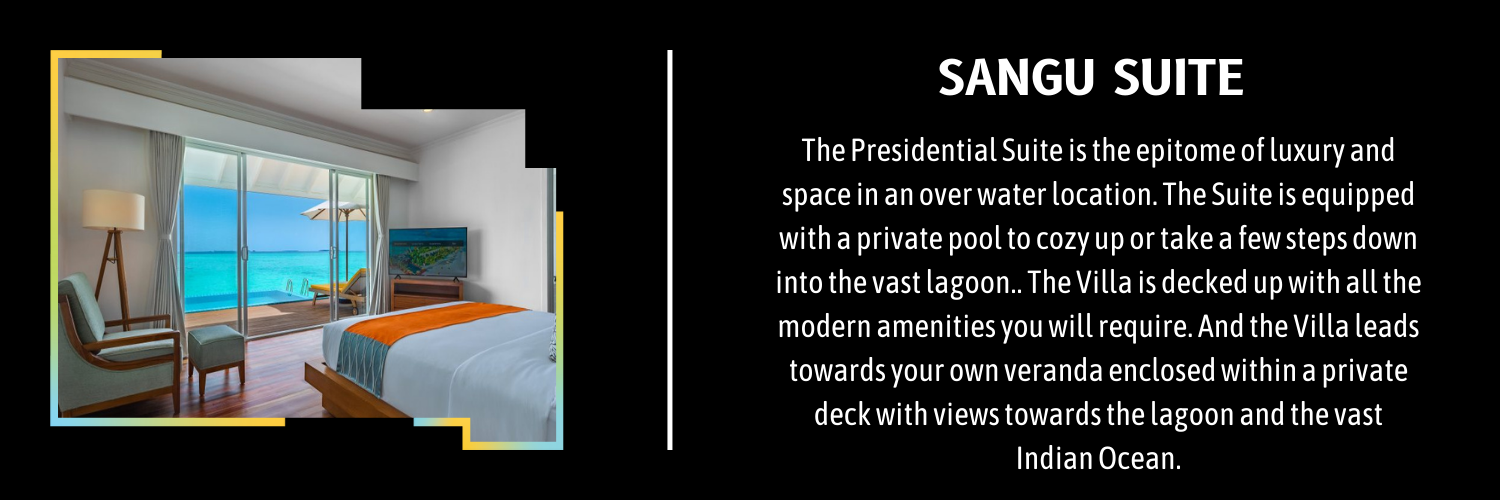 SANGU SUITE
The Presidential Suite is the epitome of luxury and
space in an over water location. The Suite is equipped
with a private pool to cozy up or take a few steps down
into the vast lagoon.. The Villa is decked up with all the
modern amenities you will require. And the Villa leads
towards your own veranda enclosed within a private
deck with views towards the lagoon and the vast
Indian Ocean.